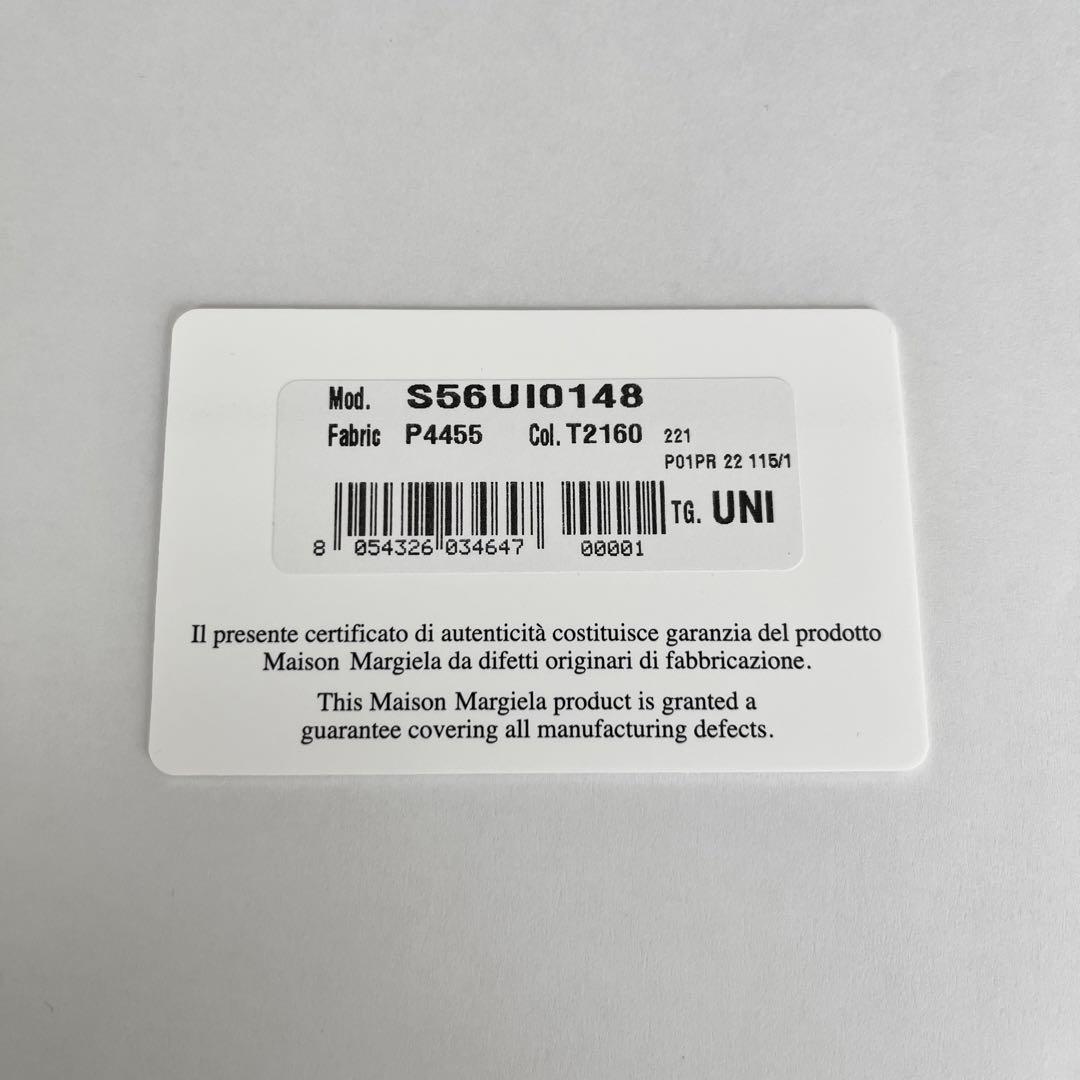 Mod. S56UI0148
Fabric P4455 Col. T2160 221
P01PR 22 115/1
TG. UNI
8 054326 034647 00001
Il presente certificato di autenticità costituisce garanzia del prodotto
Maison Margiela da difetti originari di fabbricazione.
This Maison Margiela product is granted a
guarantee covering all manufacturing defects.